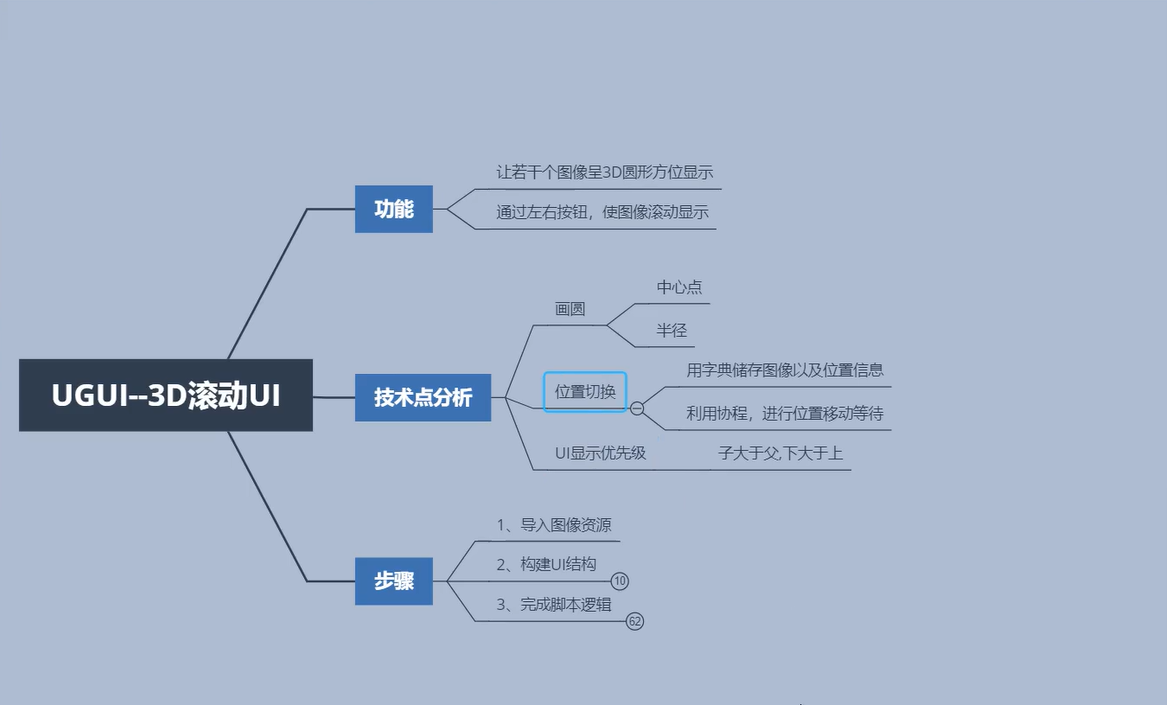 让若干个图像呈3D圆形方位显示
功能
通过左右按钮，使图像滚动显示
中心点
画圆
半径
用字典储存图像以及位置信息
UGUI--3D滚动UI
技术点分析
位置切换
利用协程，进行位置移动等待
UI显示优先级
子大于父,下大于上
1、导入图像资源
步骤
2、构建UI结构
10
3、完成脚本逻辑
62